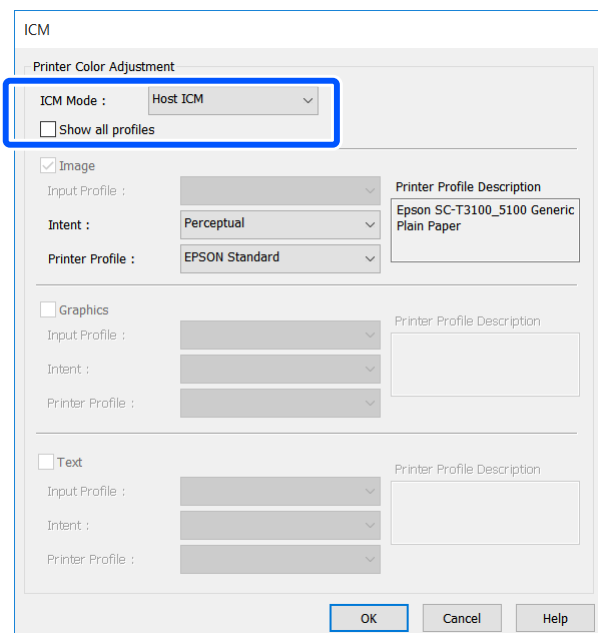 ICM
Printer Color Adjustment
ICM Mode : Host ICM
Show all profiles
Image
Input Profile :
Printer Profile Description
Intent : Perceptual
Epson SC-T3100_5100 Generic
Plain Paper
Printer Profile : EPSON Standard
Graphics
Input Profile :
Printer Profile Description
Intent :
Printer Profile :
Text
Input Profile :
Printer Profile Description
Intent :
Printer Profile :
OK Cancel Help